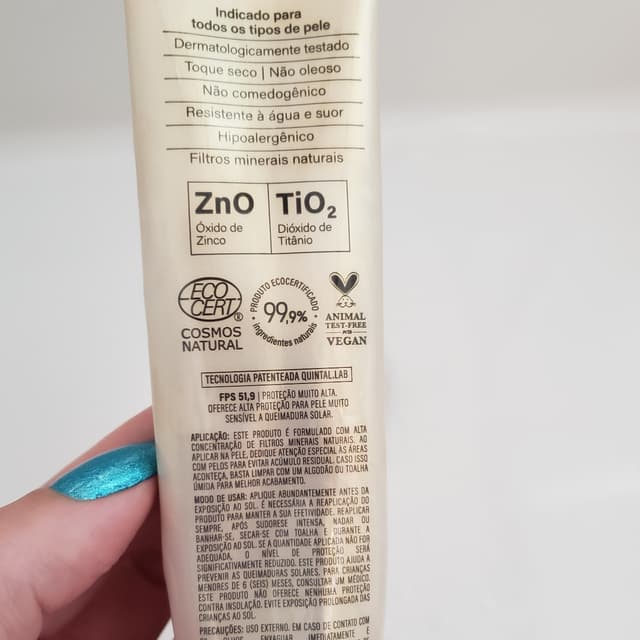 Indicado para
todos os tipos de pele
Dermatologicamente testado
Toque seco | Não oleoso
Não comedogênico
Resistente à água e suor
Hipoalergênico
Filtros minerais naturais
ZnO
Óxido de
Zinco
TiO₂
Dióxido de
Titânio
ECO
CERT
®
COSMOS
NATURAL
PRODUTO ECOCERTIFICADO
99,9%
ingredientes naturais
ANIMAL
TEST-FREE
VEGAN
TECNOLOGIA PATENTEADA QUINTAL.LAB
FPS 51,9 | PROTEÇÃO MUITO ALTA.
OFERECE ALTA PROTEÇÃO PARA PELE MUITO
SENSÍVEL A QUEIMADURA SOLAR.
APLICAÇÃO: ESTE PRODUTO É FORMULADO COM ALTA
CONCENTRAÇÃO DE FILTROS MINERAIS NATURAIS. AO
APLICAR NA PELE, DEDIQUE ATENÇÃO ESPECIAL ÀS ÁREAS
COM PELOS PARA EVITAR ACÚMULO RESIDUAL. CASO ISSO
ACONTEÇA, BASTA LIMPAR COM UM ALGODÃO OU TOALHA
ÚMIDA PARA MELHOR ACABAMENTO.
MODO DE USAR: APLIQUE ABUNDANTEMENTE ANTES DA
EXPOSIÇÃO AO SOL. É NECESSÁRIA A REAPLICAÇÃO DO
PRODUTO PARA MANTER A SUA EFETIVIDADE. REAPLICAR
SEMPRE, APÓS SUDORESE INTENSA, NADAR OU
BANHAR-SE, SECAR-SE COM TOALHA E DURANTE A
EXPOSIÇÃO AO SOL. SE A QUANTIDADE APLICADA NÃO FOR
ADEQUADA, O NÍVEL DE PROTEÇÃO SERÁ
SIGNIFICATIVAMENTE REDUZIDO. ESTE PRODUTO AJUDA A
PREVENIR AS QUEIMADURAS SOLARES. PARA CRIANÇAS
MENORES DE 6 (SEIS) MESES, CONSULTAR UM MÉDICO.
ESTE PRODUTO NÃO OFERECE NENHUMA PROTEÇÃO
CONTRA INSOLAÇÃO. EVITE EXPOSIÇÃO PROLONGADA DAS
CRIANÇAS AO SOL.
PRECAUÇÕES: USO EXTERNO. EM CASO DE CONTATO COM
OS OLHOS, ENXAGUAR IMEDIATAMENTE E